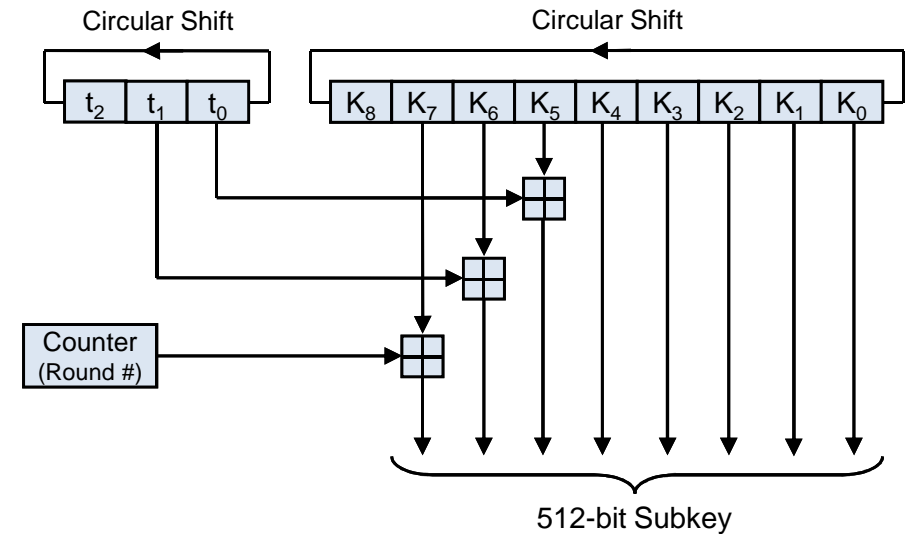 Circular Shift Circular Shift
t₂ t₁ t₀ K₈ K₇ K₆ K₅ K₄ K₃ K₂ K₁ K₀
Counter
(Round #)
512-bit Subkey